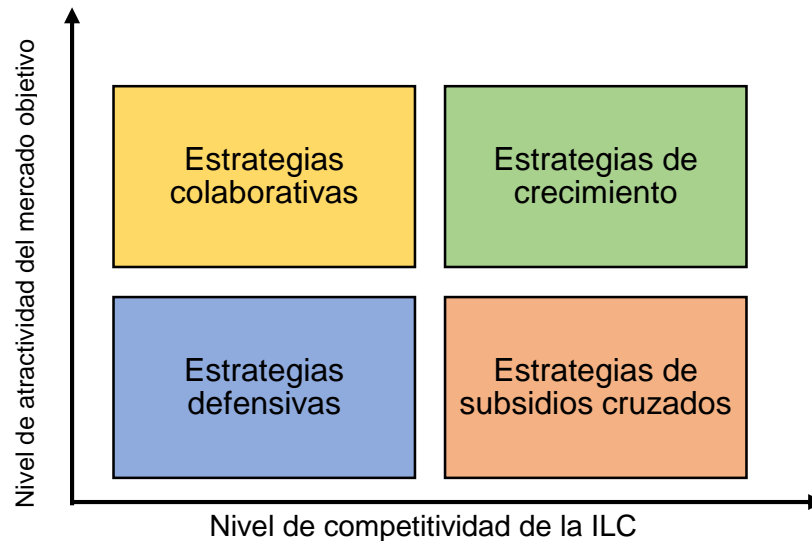 Nivel de atractividad del mercado objetivo
Estrategias
colaborativas
Estrategias de
crecimiento
Estrategias
defensivas
Estrategias de
subsidios cruzados
Nivel de competitividad de la ILC